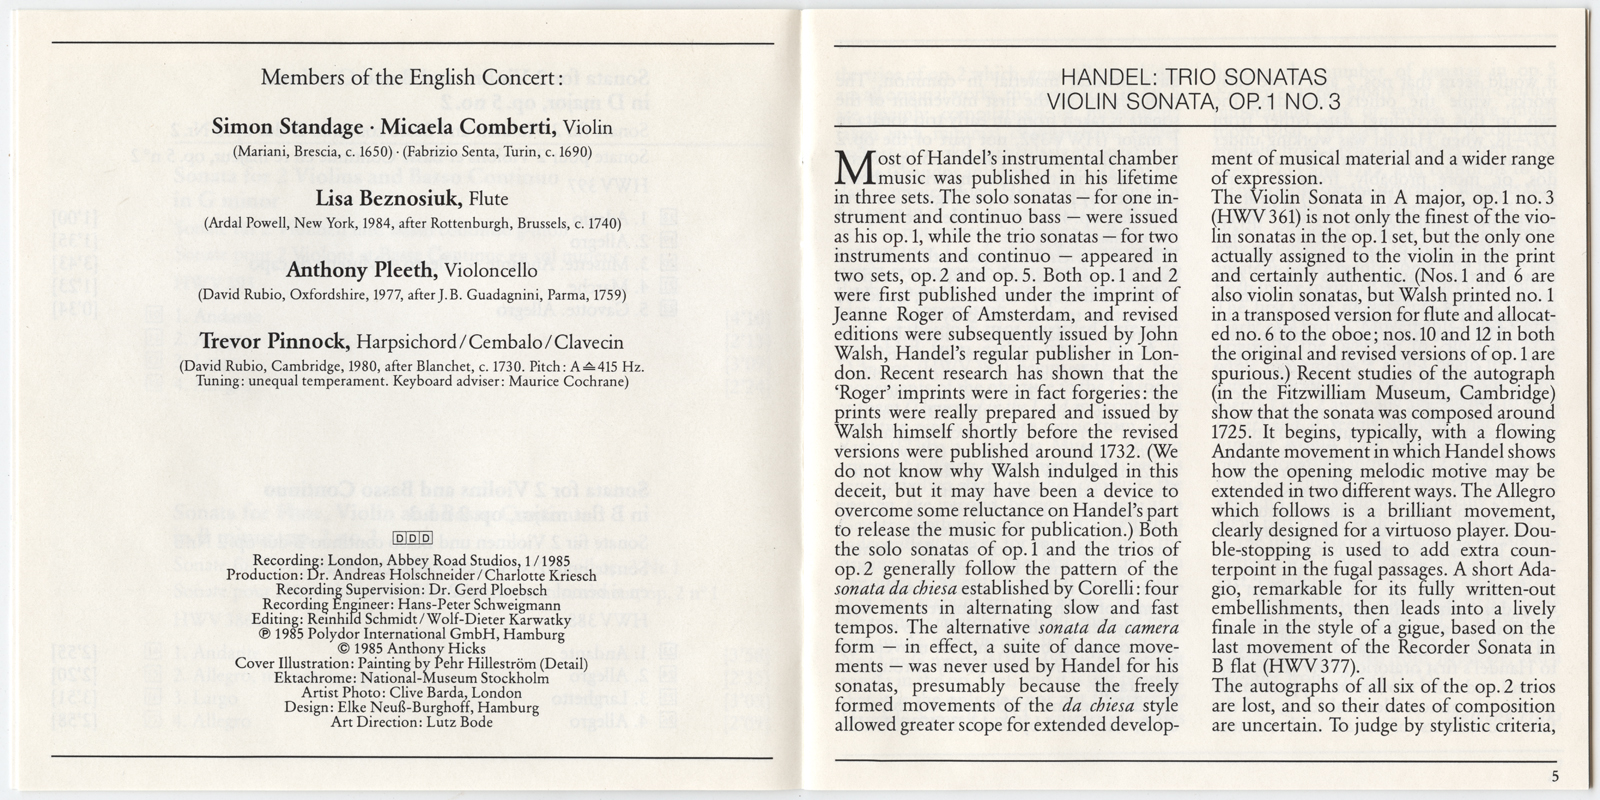 Members of the English Concert:
Simon Standage · Micaela Comberti, Violin
(Mariani, Brescia, c. 1650) · (Fabrizio Senta, Turin, c. 1690)
Lisa Beznosiuk, Flute
(Ardal Powell, New York, 1984, after Rottenburgh, Brussels, c. 1740)
Anthony Pleeth, Violoncello
(David Rubio, Oxfordshire, 1977, after J. B. Guadagnini, Parma, 1759)
Trevor Pinnock, Harpsichord/Cembalo/Clavecin
(David Rubio, Cambridge, 1980, after Blanchet, c. 1730. Pitch: A ≙ 415 Hz.
Tuning: unequal temperament. Keyboard adviser: Maurice Cochrane)
DDD
Recording: London, Abbey Road Studios, 1/1985
Production: Dr. Andreas Holschneider/Charlotte Kriesch
Recording Supervision: Dr. Gerd Ploebsch
Recording Engineer: Hans-Peter Schweigmann
Editing: Reinhild Schmidt/Wolf-Dieter Karwatky
℗ 1985 Polydor International GmbH, Hamburg
© 1985 Anthony Hicks
Cover Illustration: Painting by Pehr Hilleström (Detail)
Ektachrome: National-Museum Stockholm
Artist Photo: Clive Barda, London
Design: Elke Neuß-Burghoff, Hamburg
Art Direction: Lutz Bode
HANDEL: TRIO SONATAS
VIOLIN SONATA, OP. 1 NO. 3
Most of Handel's instrumental chamber
music was published in his lifetime
in three sets. The solo sonatas — for one in-
strument and continuo bass — were issued
as his op. 1, while the trio sonatas — for two
instruments and continuo — appeared in
two sets, op. 2 and op. 5. Both op. 1 and 2
were first published under the imprint of
Jeanne Roger of Amsterdam, and revised
editions were subsequently issued by John
Walsh, Handel's regular publisher in Lon-
don. Recent research has shown that the
‘Roger’ imprints were in fact forgeries: the
prints were really prepared and issued by
Walsh himself shortly before the revised
versions were published around 1732. (We
do not know why Walsh indulged in this
deceit, but it may have been a device to
overcome some reluctance on Handel's part
to release the music for publication.) Both
the solo sonatas of op. 1 and the trios of
op. 2 generally follow the pattern of the
sonata da chiesa established by Corelli: four
movements in alternating slow and fast
tempos. The alternative sonata da camera
form — in effect, a suite of dance move-
ments — was never used by Handel for his
sonatas, presumably because the freely
formed movements of the da chiesa style
allowed greater scope for extended develop-
ment of musical material and a wider range
of expression.
The Violin Sonata in A major, op. 1 no. 3
(HWV 361) is not only the finest of the vio-
lin sonatas in the op. 1 set, but the only one
actually assigned to the violin in the print
and certainly authentic. (Nos. 1 and 6 are
also violin sonatas, but Walsh printed no. 1
in a transposed version for flute and allocat-
ed no. 6 to the oboe; nos. 10 and 12 in both
the original and revised versions of op. 1 are
spurious.) Recent studies of the autograph
(in the Fitzwilliam Museum, Cambridge)
show that the sonata was composed around
1725. It begins, typically, with a flowing
Andante movement in which Handel shows
how the opening melodic motive may be
extended in two different ways. The Allegro
which follows is a brilliant movement,
clearly designed for a virtuoso player. Dou-
ble-stopping is used to add extra coun-
terpoint in the fugal passages. A short Ada-
gio, remarkable for its fully written-out
embellishments, then leads into a lively
finale in the style of a gigue, based on the
last movement of the Recorder Sonata in
B flat (HWV 377).
The autographs of all six of the op. 2 trios
are lost, and so their dates of composition
are uncertain. To judge by stylistic criteria,
5